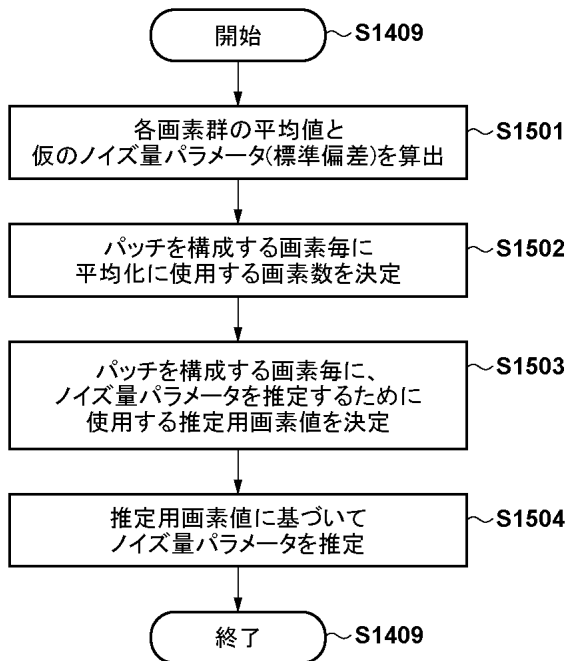 開始
S1409
各画素群の平均値と
仮のノイズ量パラメータ(標準偏差)を算出
S1501
パッチを構成する画素毎に
平均化に使用する画素数を決定
S1502
パッチを構成する画素毎に、
ノイズ量パラメータを推定するために
使用する推定用画素値を決定
S1503
推定用画素値に基づいて
ノイズ量パラメータを推定
S1504
終了
S1409